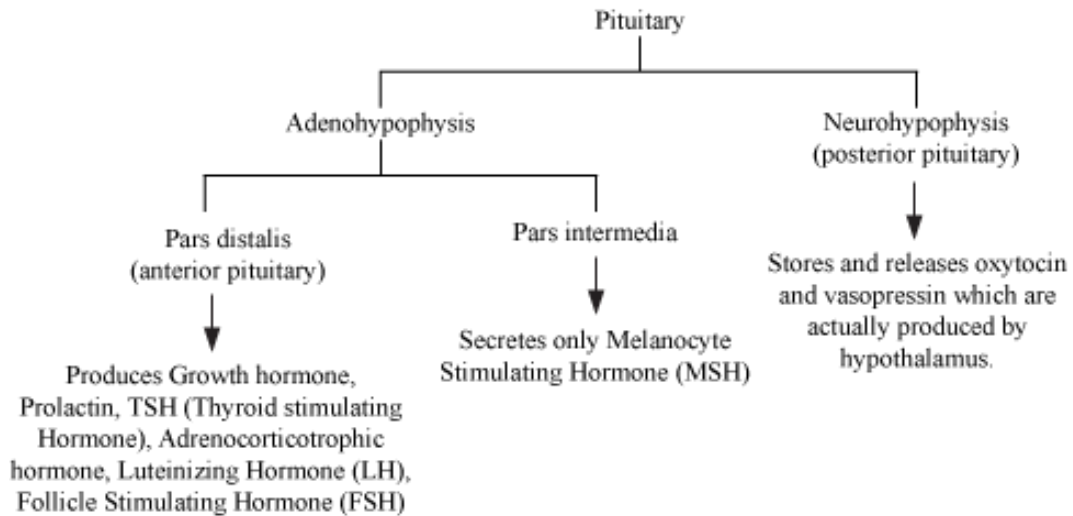 Pituitary
Adenohypophysis
Neurohypophysis
(posterior pituitary)
Pars distalis
(anterior pituitary)
Pars intermedia
Stores and releases oxytocin
and vasopressin which are
actually produced by
hypothalamus.
Secretes only Melanocyte
Stimulating Hormone (MSH)
Produces Growth hormone,
Prolactin, TSH (Thyroid stimulating
Hormone), Adrenocorticotrophic
hormone, Luteinizing Hormone (LH),
Follicle Stimulating Hormone (FSH)